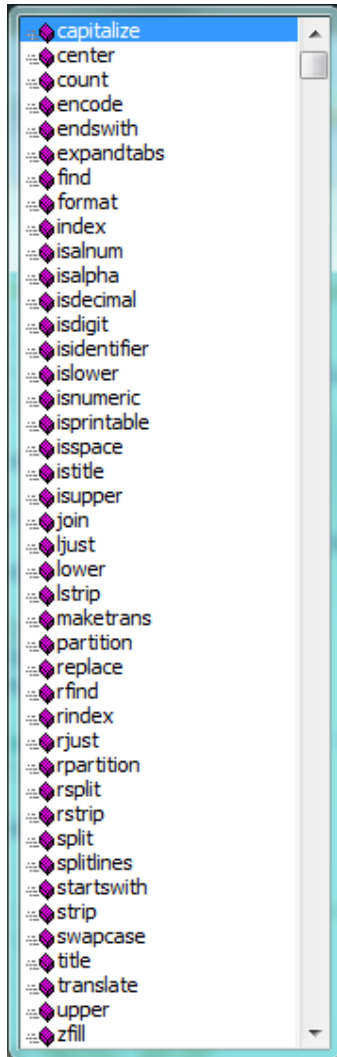 capitalize
center
count
encode
endswith
expandtabs
find
format
index
isalnum
isalpha
isdecimal
isdigit
isidentifier
islower
isnumeric
isprintable
isspace
istitle
isupper
join
ljust
lower
lstrip
maketrans
partition
replace
rfind
rindex
rjust
rpartition
rsplit
rstrip
split
splitlines
startswith
strip
swapcase
title
translate
upper
zfill